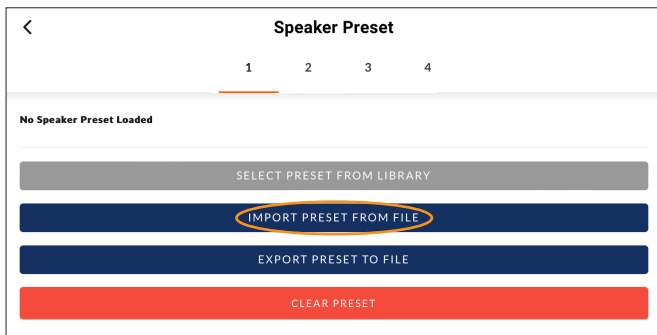 Speaker Preset
1 2 3 4
No Speaker Preset Loaded
SELECT PRESET FROM LIBRARY
IMPORT PRESET FROM FILE
EXPORT PRESET TO FILE
CLEAR PRESET